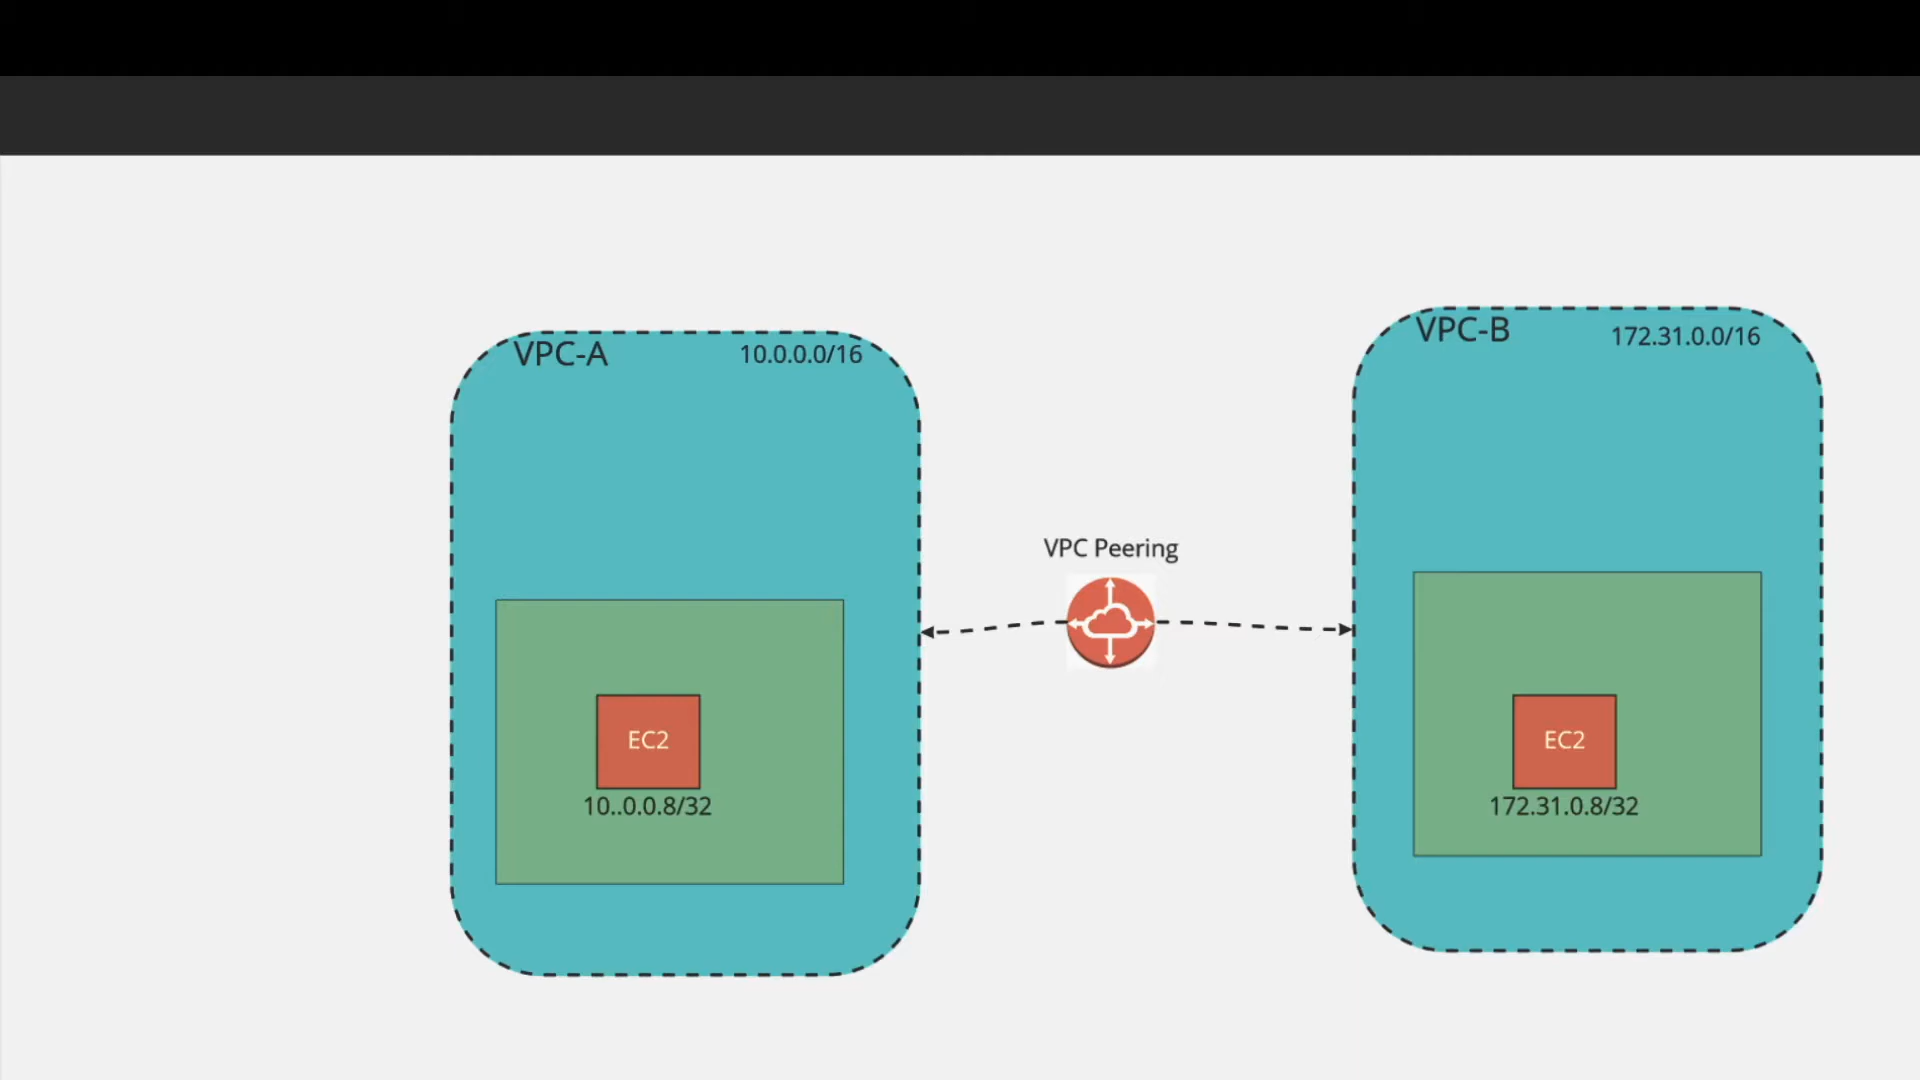 VPC-A
10.0.0.0/16
VPC-B
172.31.0.0/16
VPC Peering
EC2
10..0.0.8/32
EC2
172.31.0.8/32